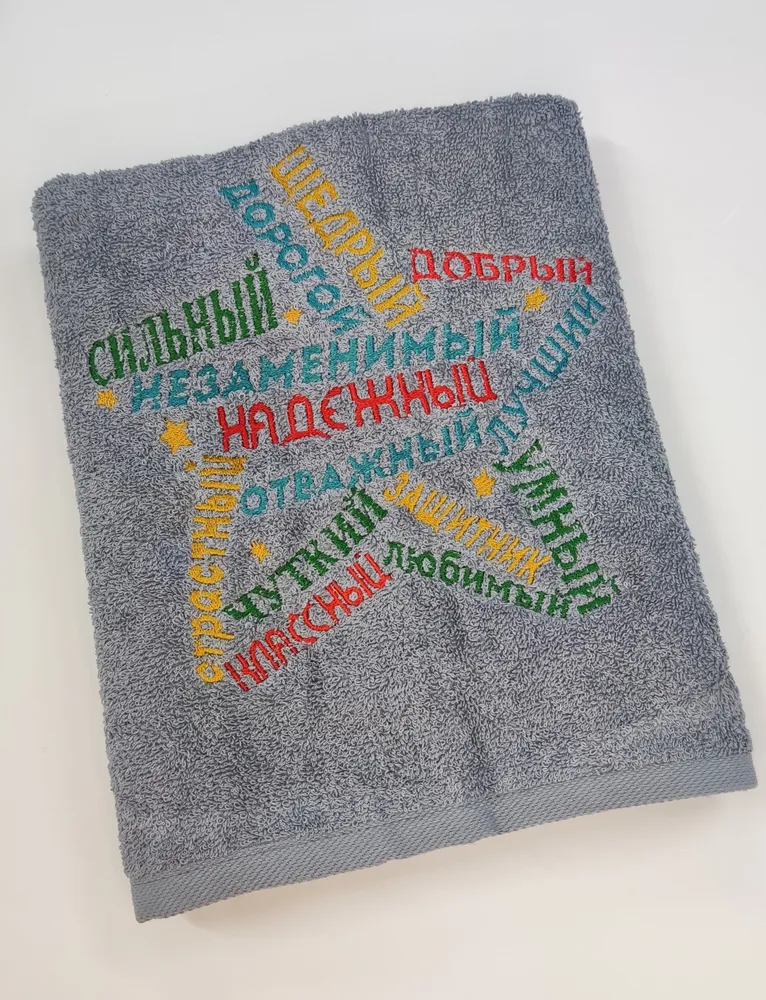 ЩЕДРЫЙ
ДОРОГОЙ
ДОБРЫЙ
СИЛЬНЫЙ
НЕЗАМЕНИМЫЙ
ЛУЧШИЙ
НАДЕЖНЫЙ
ОТВАЖНЫЙ
СТРАСТНЫЙ
УМНЫЙ
ЗАЩИТНИК
ЧУТКИЙ
ЛЮБИМЫЙ
КЛАССНЫЙ